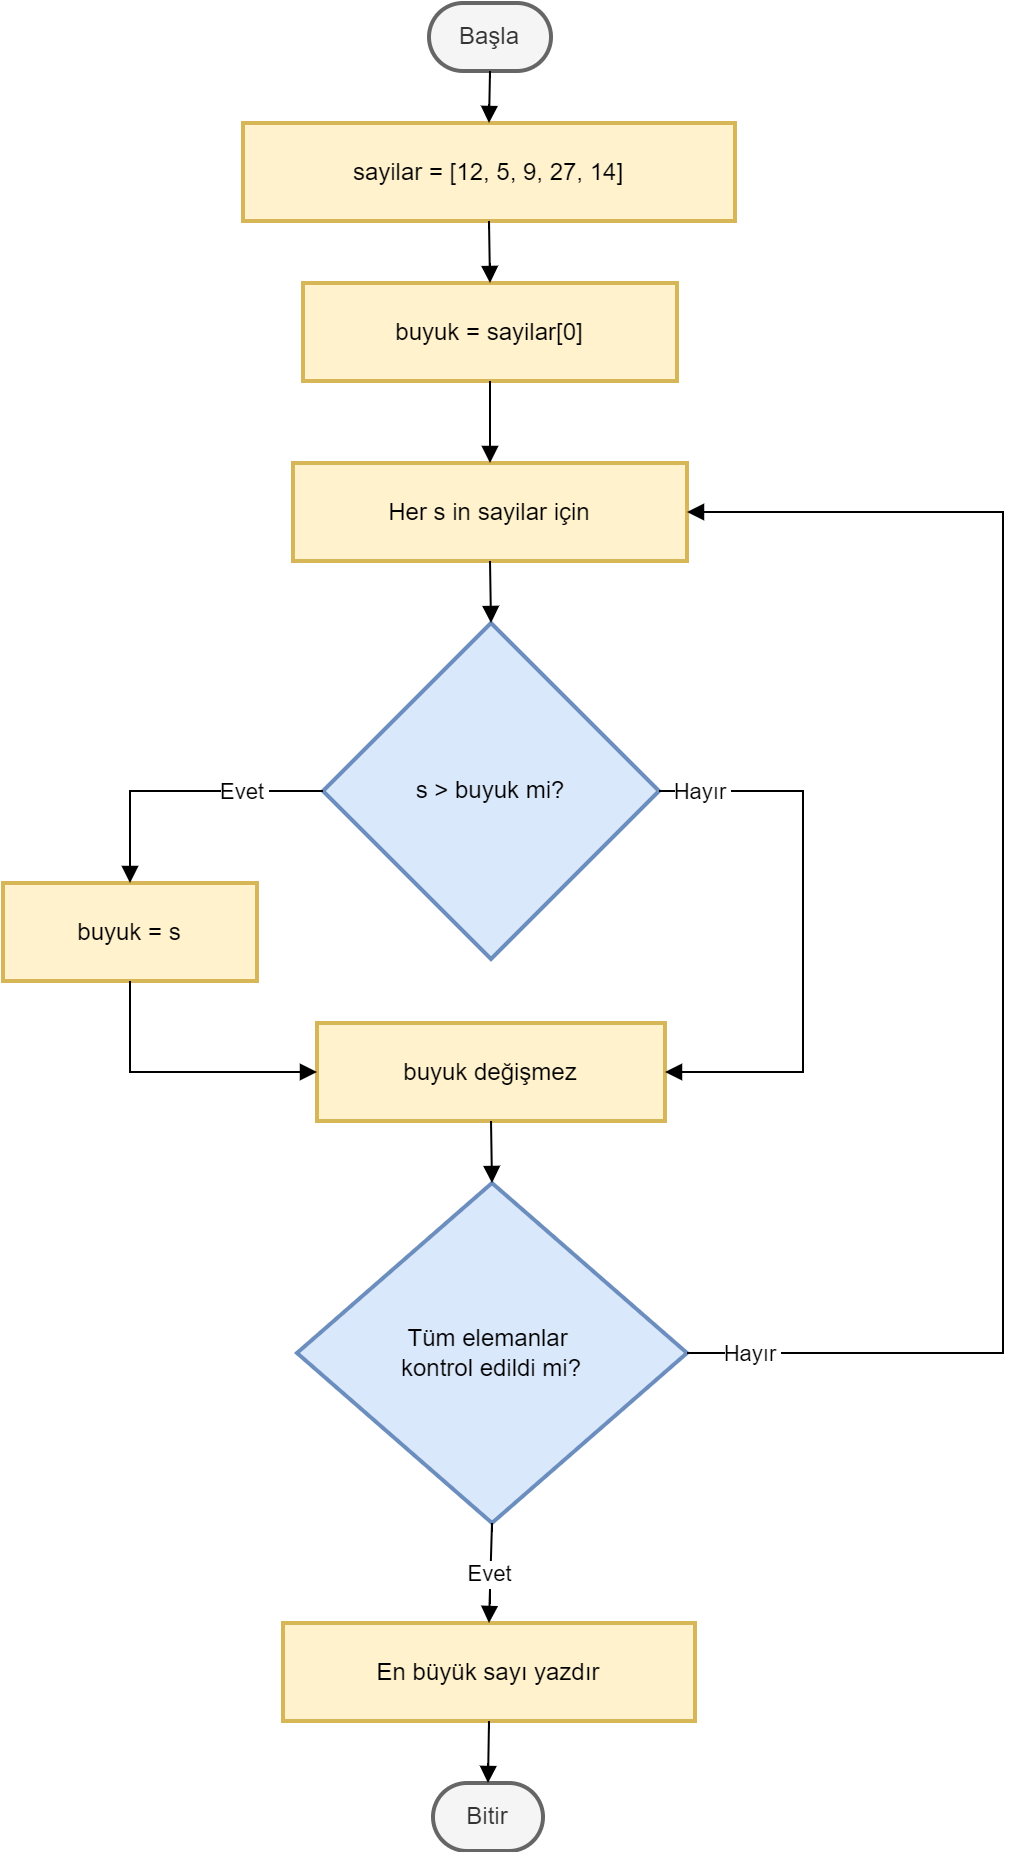 Başla
sayilar = [12, 5, 9, 27, 14]
buyuk = sayilar[0]
Her s in sayilar için
s > buyuk mi?
Evet
Hayır
buyuk = s
buyuk değişmez
Tüm elemanlar
kontrol edildi mi?
Hayır
Evet
En büyük sayı yazdır
Bitir